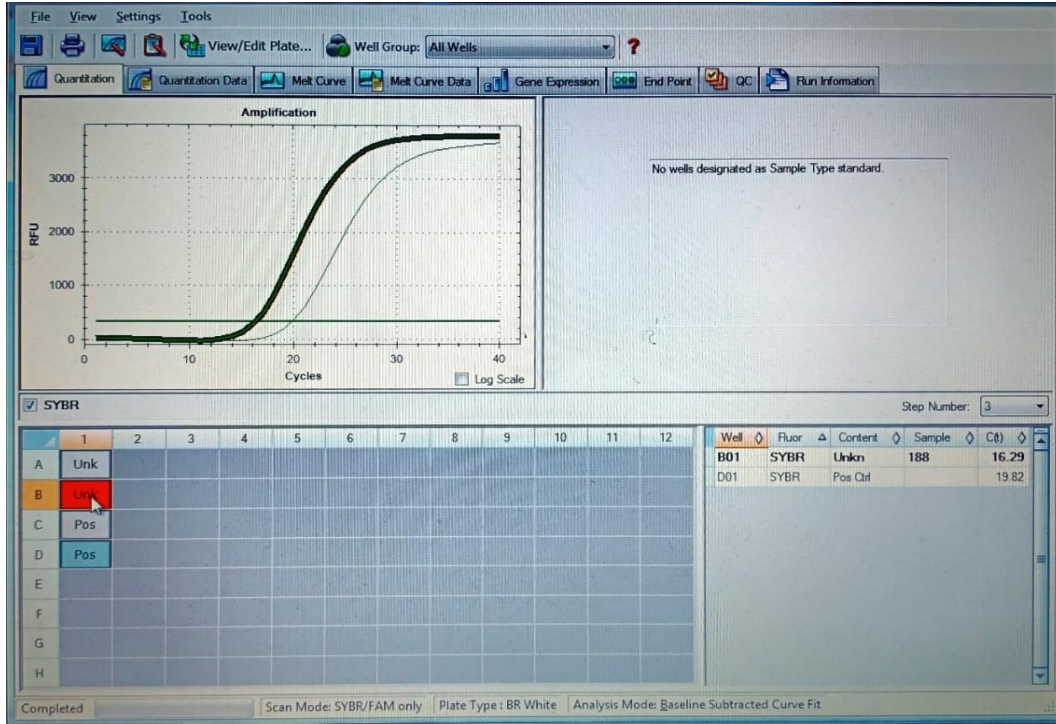 File View Settings Tools
View/Edit Plate... Well Group: All Wells ?
Quantitation Quantitation Data Melt Curve Melt Curve Data Gene Expression End Point QC Run Information
Amplification
3000
2000
1000
0
RFU
0 10 20 30 40
Cycles
Log Scale
No wells designated as Sample Type standard.
SYBR
Step Number: 3
1 2 3 4 5 6 7 8 9 10 11 12
A Unk
B Unk
C Pos
D Pos
E
F
G
H
Well Fluor Content Sample C(t)
B01 SYBR Unkn 188 16.29
D01 SYBR Pos Ctrl 19.82
Completed Scan Mode: SYBR/FAM only Plate Type : BR White Analysis Mode: Baseline Subtracted Curve Fit